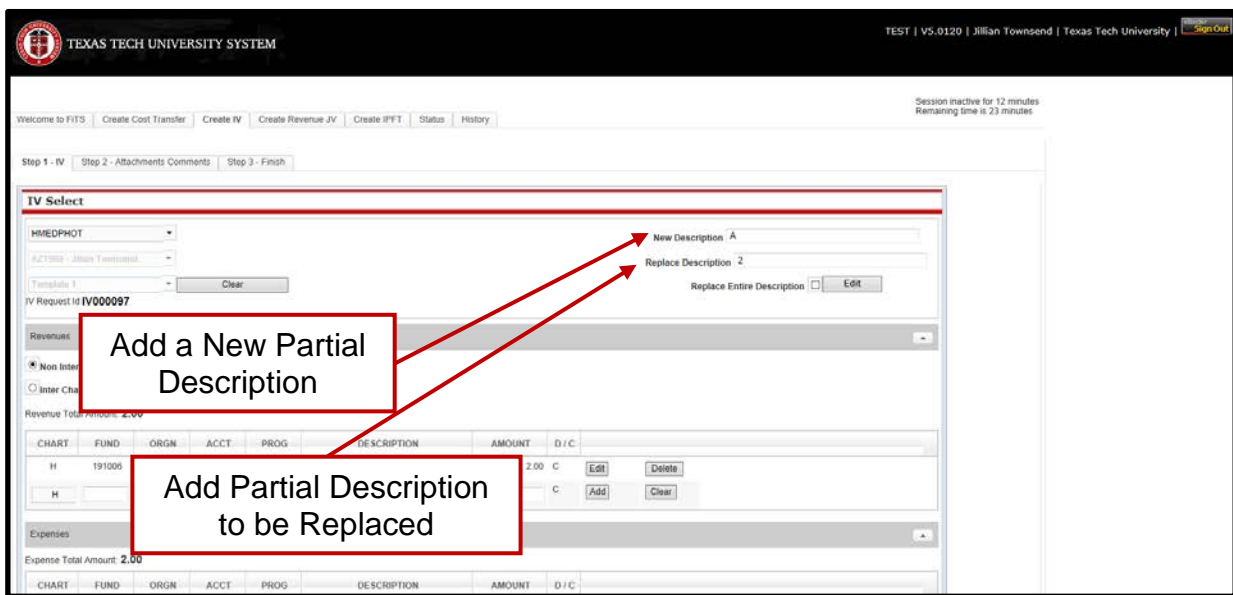 TEXAS TECH UNIVERSITY SYSTEM
TEST | V5.0120 | Jillian Townsend | Texas Tech University | Sign Out
Session inactive for 12 minutes
Remaining time is 23 minutes
Welcome to FiTS | Create Cost Transfer | Create IV | Create Revenue JV | Create IPFT | Status | History
Step 1 - IV | Step 2 - Attachments Comments | Step 3 - Finish
IV Select
HMEDPHOT
New Description A
Jillian Townsend
Replace Description 2
Template 1 Clear
Replace Entire Description Edit
IV Request Id IV000097
Revenues
Add a New Partial
Description
Non Inter
Inter Cha
Revenue Total Amount: 2.00
CHART FUND ORGN ACCT PROG DESCRIPTION AMOUNT D / C
H 191006 2.00 C Edit Delete
H C Add Clear
Add Partial Description
to be Replaced
Expenses
Expense Total Amount: 2.00
CHART FUND ORGN ACCT PROG DESCRIPTION AMOUNT D / C